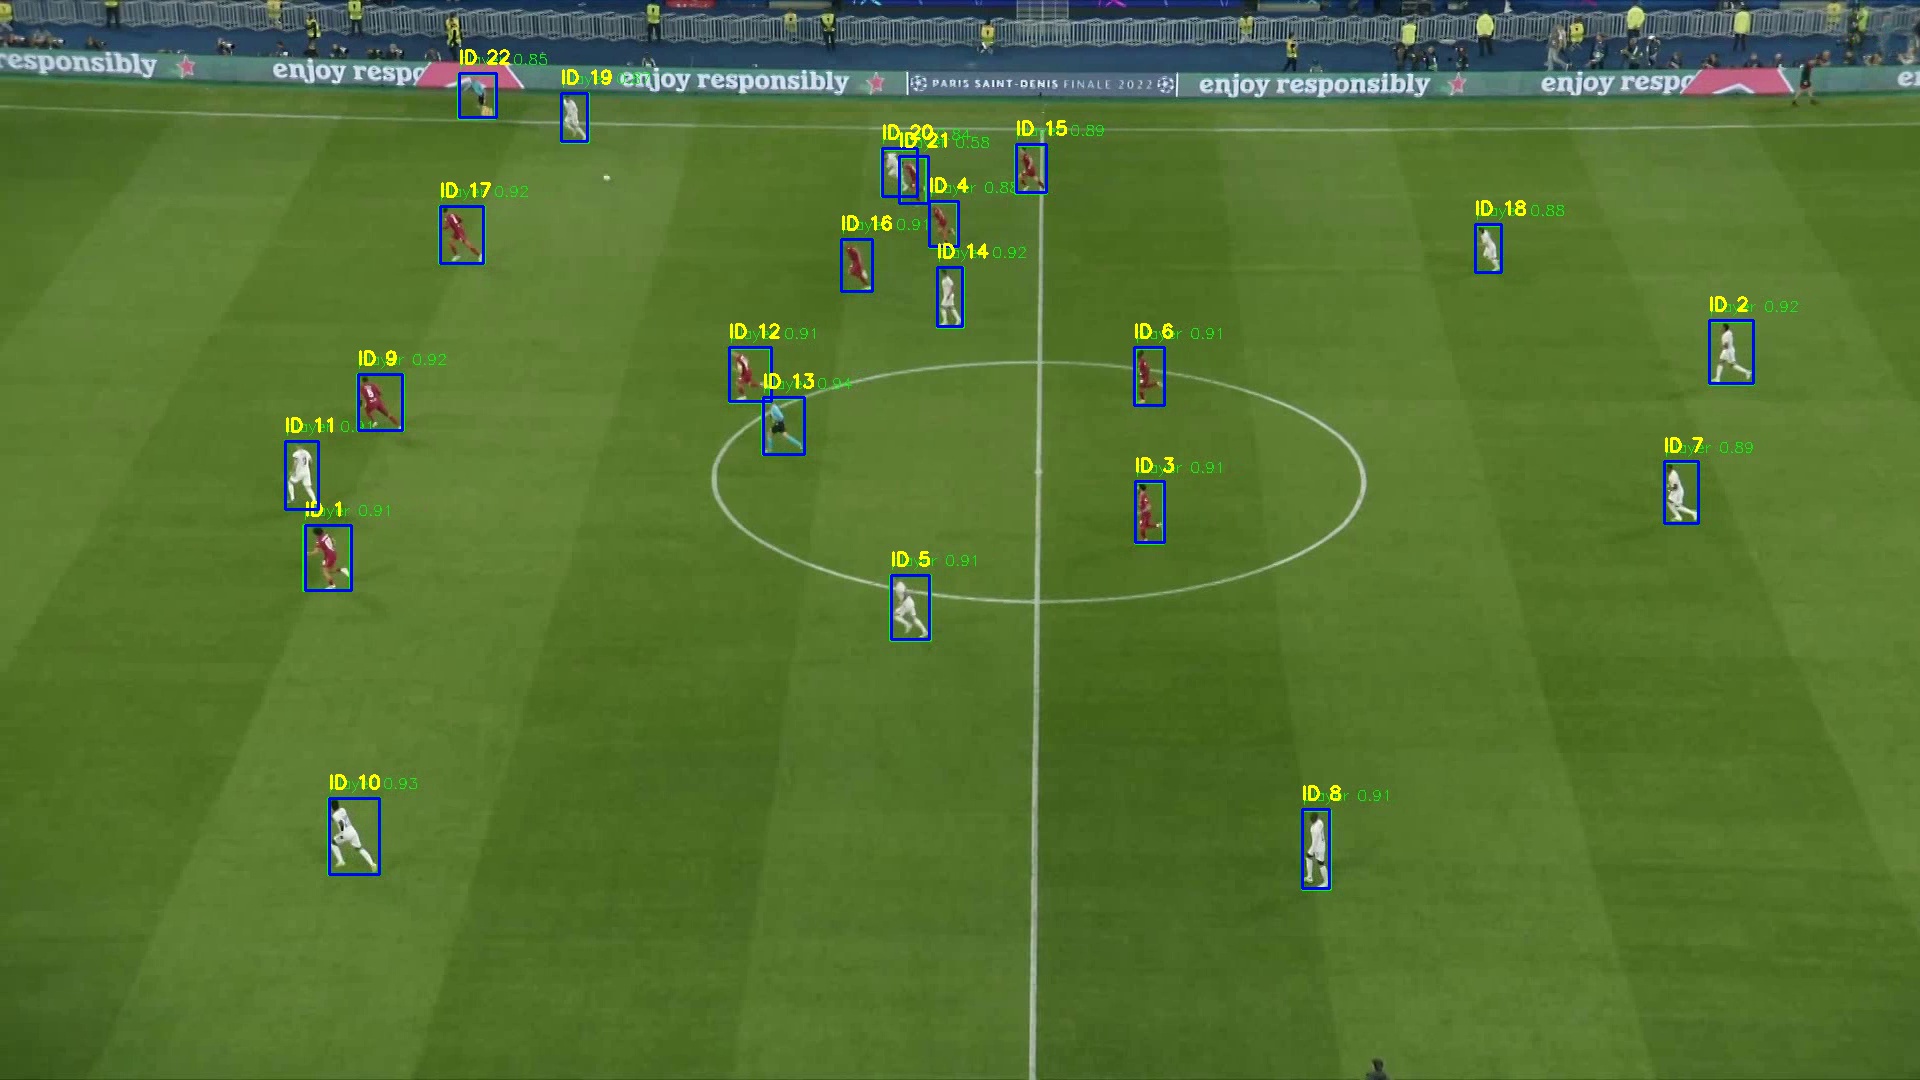 responsibly
enjoy respo
enjoy responsibly
PARIS SAINT-DENIS FINALE 2022
enjoy responsibly
enjoy respo
ID 22
0.85
ID 19
ID 20
ID 21
0.58
ID 15
0.89
ID 17
0.92
ID 4
ID 16
0.91
ID 18
0.88
ID 14
0.92
ID 2
0.92
ID 12
0.91
ID 6
0.91
ID 9
0.92
ID 13
0.94
ID 11
ID 7
0.89
ID 3
0.91
ID 1
0.91
ID 5
0.91
ID 10
0.93
ID 8
0.91